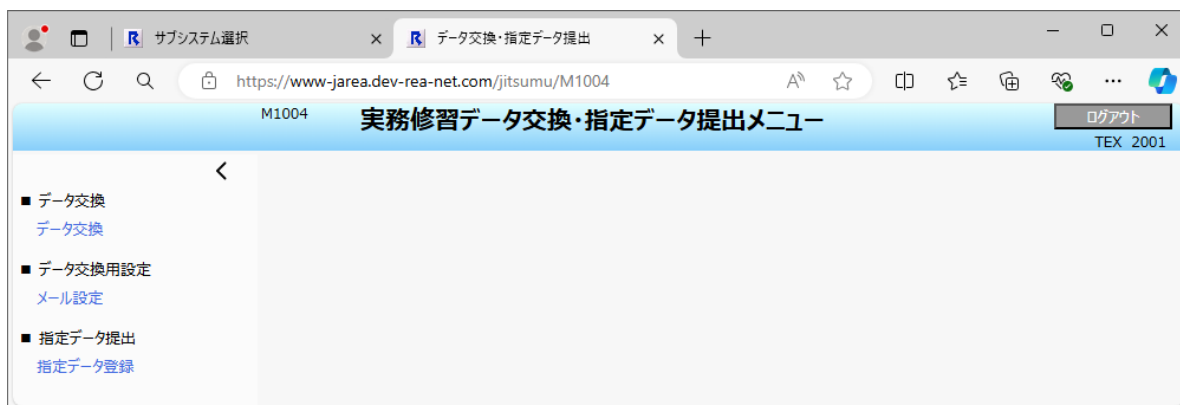 サブシステム選択
データ交換・指定データ提出
https://www-jarea.dev-rea-net.com/jitsumu/M1004
M1004
実務修習データ交換・指定データ提出メニュー
ログアウト
TEX 2001
■ データ交換
データ交換
■ データ交換用設定
メール設定
■ 指定データ提出
指定データ登録